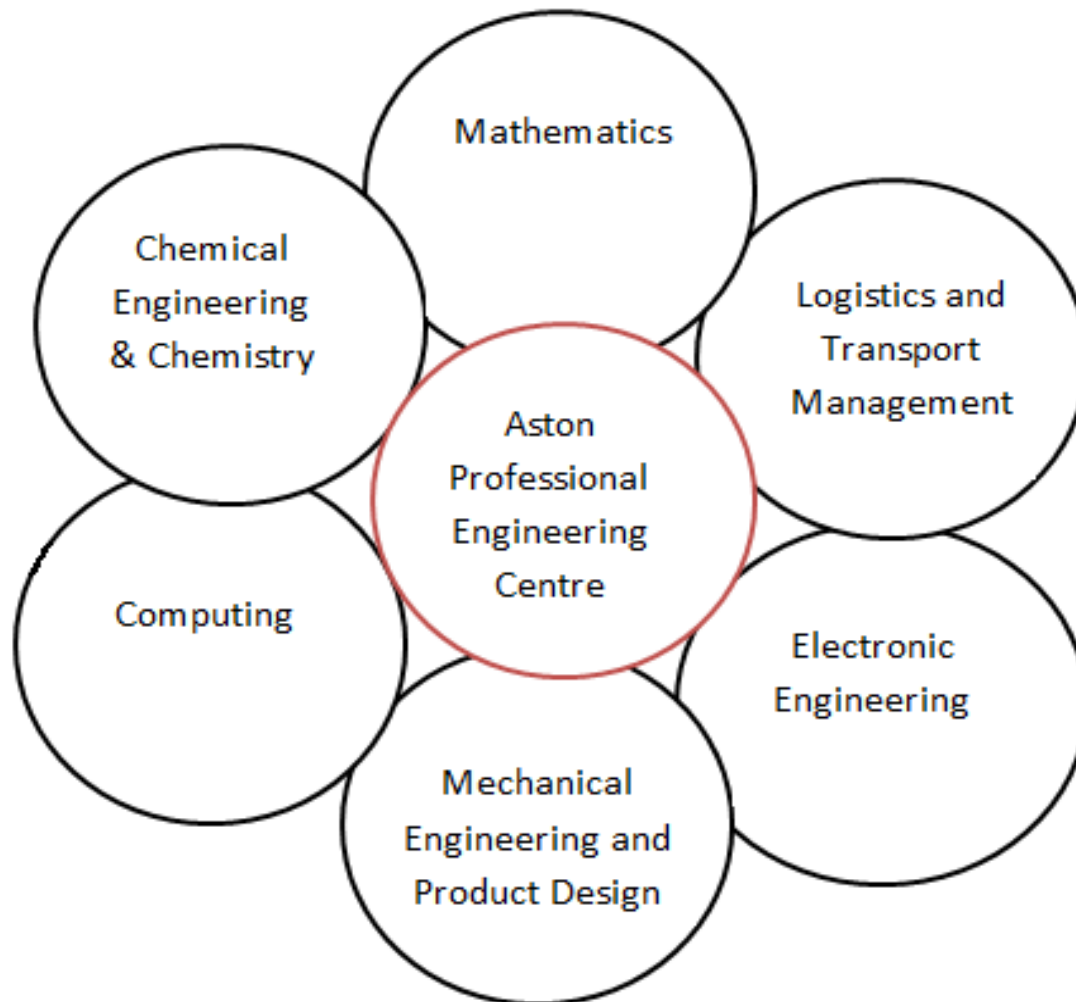 Mathematics
Chemical
Engineering
& Chemistry
Logistics and
Transport
Management
Aston
Professional
Engineering
Centre
Computing
Electronic
Engineering
Mechanical
Engineering and
Product Design